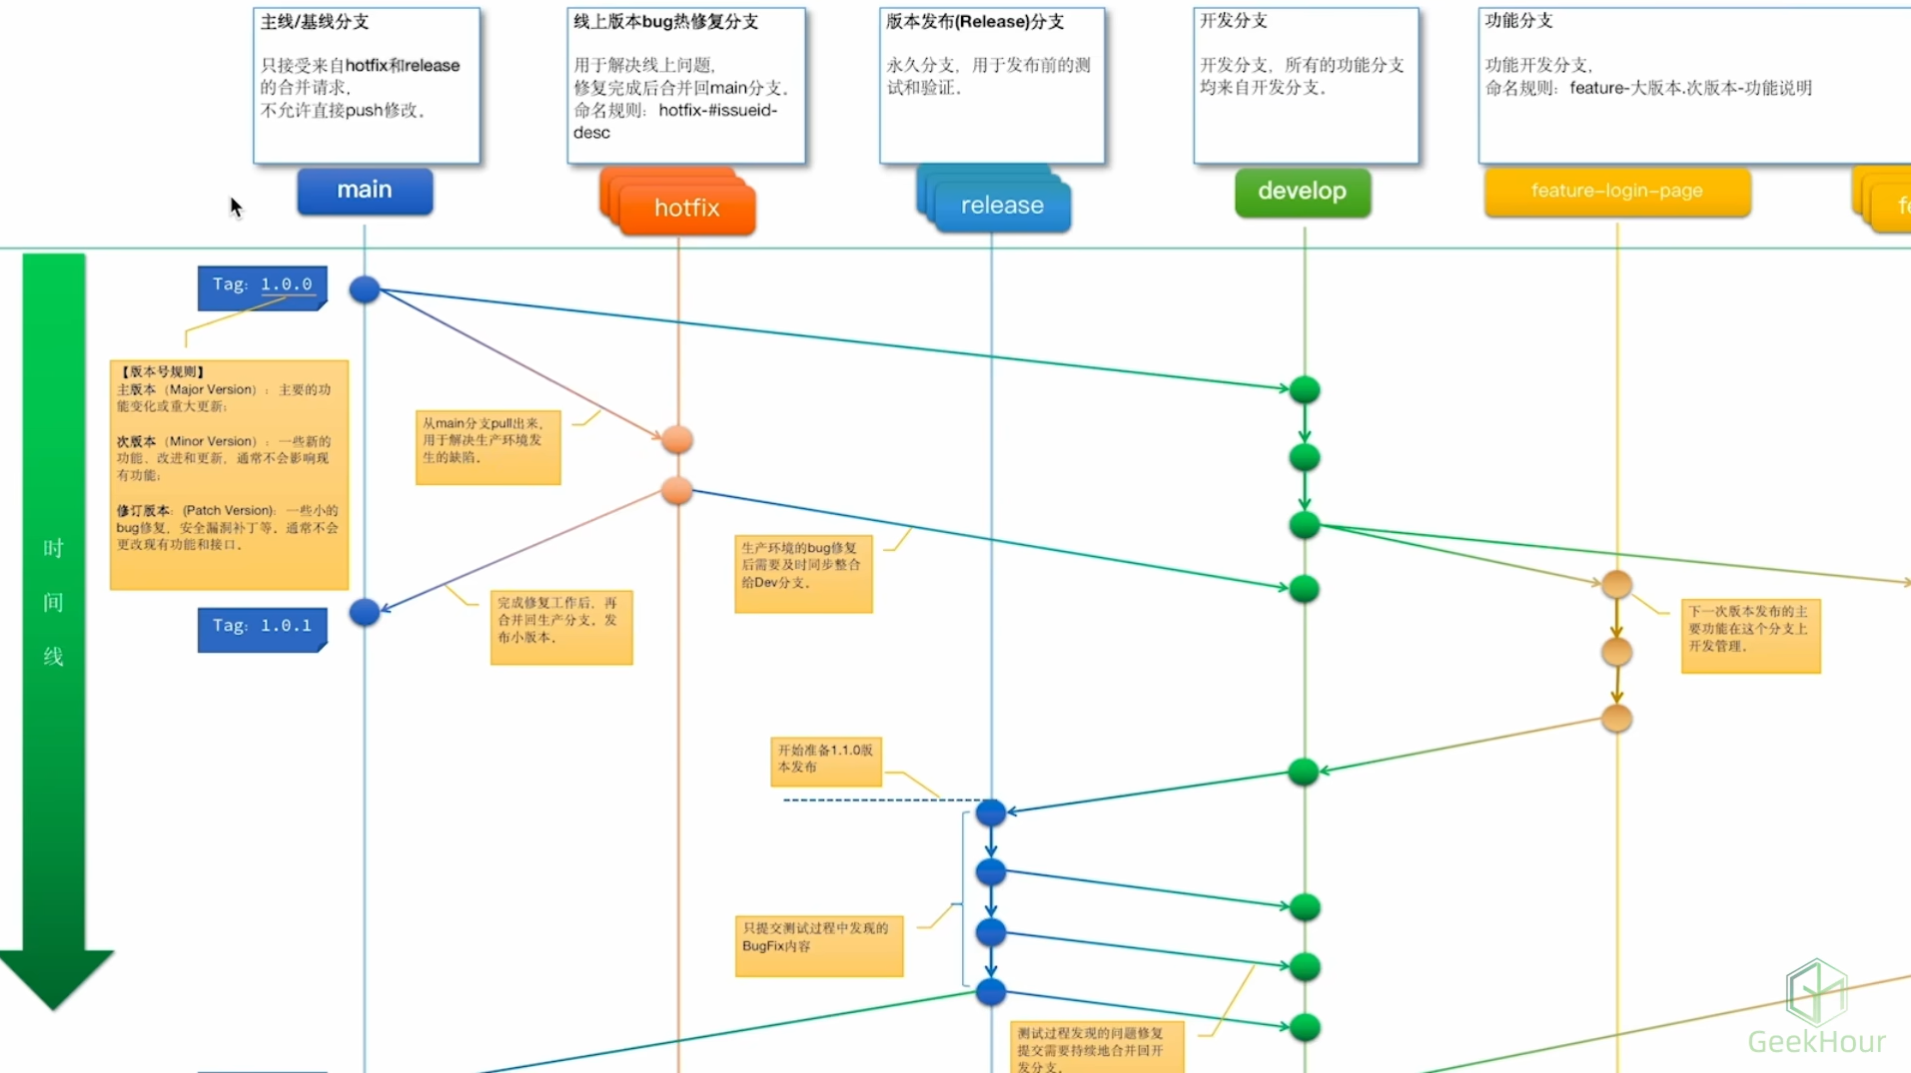 主线/基线分支
只接受来自hotfix和release
的合并请求，
不允许直接push修改。
线上版本bug热修复分支
用于解决线上问题，
修复完成后合并回main分支。
命名规则：hotfix-#issueid-
desc
版本发布(Release)分支
永久分支，用于发布前的测
试和验证。
开发分支
开发分支，所有的功能分支
均来自开发分支。
功能分支
功能开发分支，
命名规则：feature-大版本.次版本-功能说明
main
hotfix
release
develop
feature-login-page
fe
时
间
线
Tag: 1.0.0
【版本号规则】
主版本（Major Version）：主要的功
能变化或重大更新；
次版本（Minor Version）：一些新的
功能、改进和更新，通常不会影响现
有功能；
修订版本：(Patch Version)：一些小的
bug修复，安全漏洞补丁等。通常不会
更改现有功能和接口。
从main分支pull出来，
用于解决生产环境发
生的缺陷。
生产环境的bug修复
后需要及时同步整合
给Dev分支。
完成修复工作后，再
合并回生产分支。发
布小版本。
Tag: 1.0.1
下一次版本发布的主
要功能在这个分支上
开发管理。
开始准备1.1.0版
本发布
只提交测试过程中发现的
BugFix内容
测试过程发现的问题修复
提交需要持续地合并回开
发分支。
GeekHour